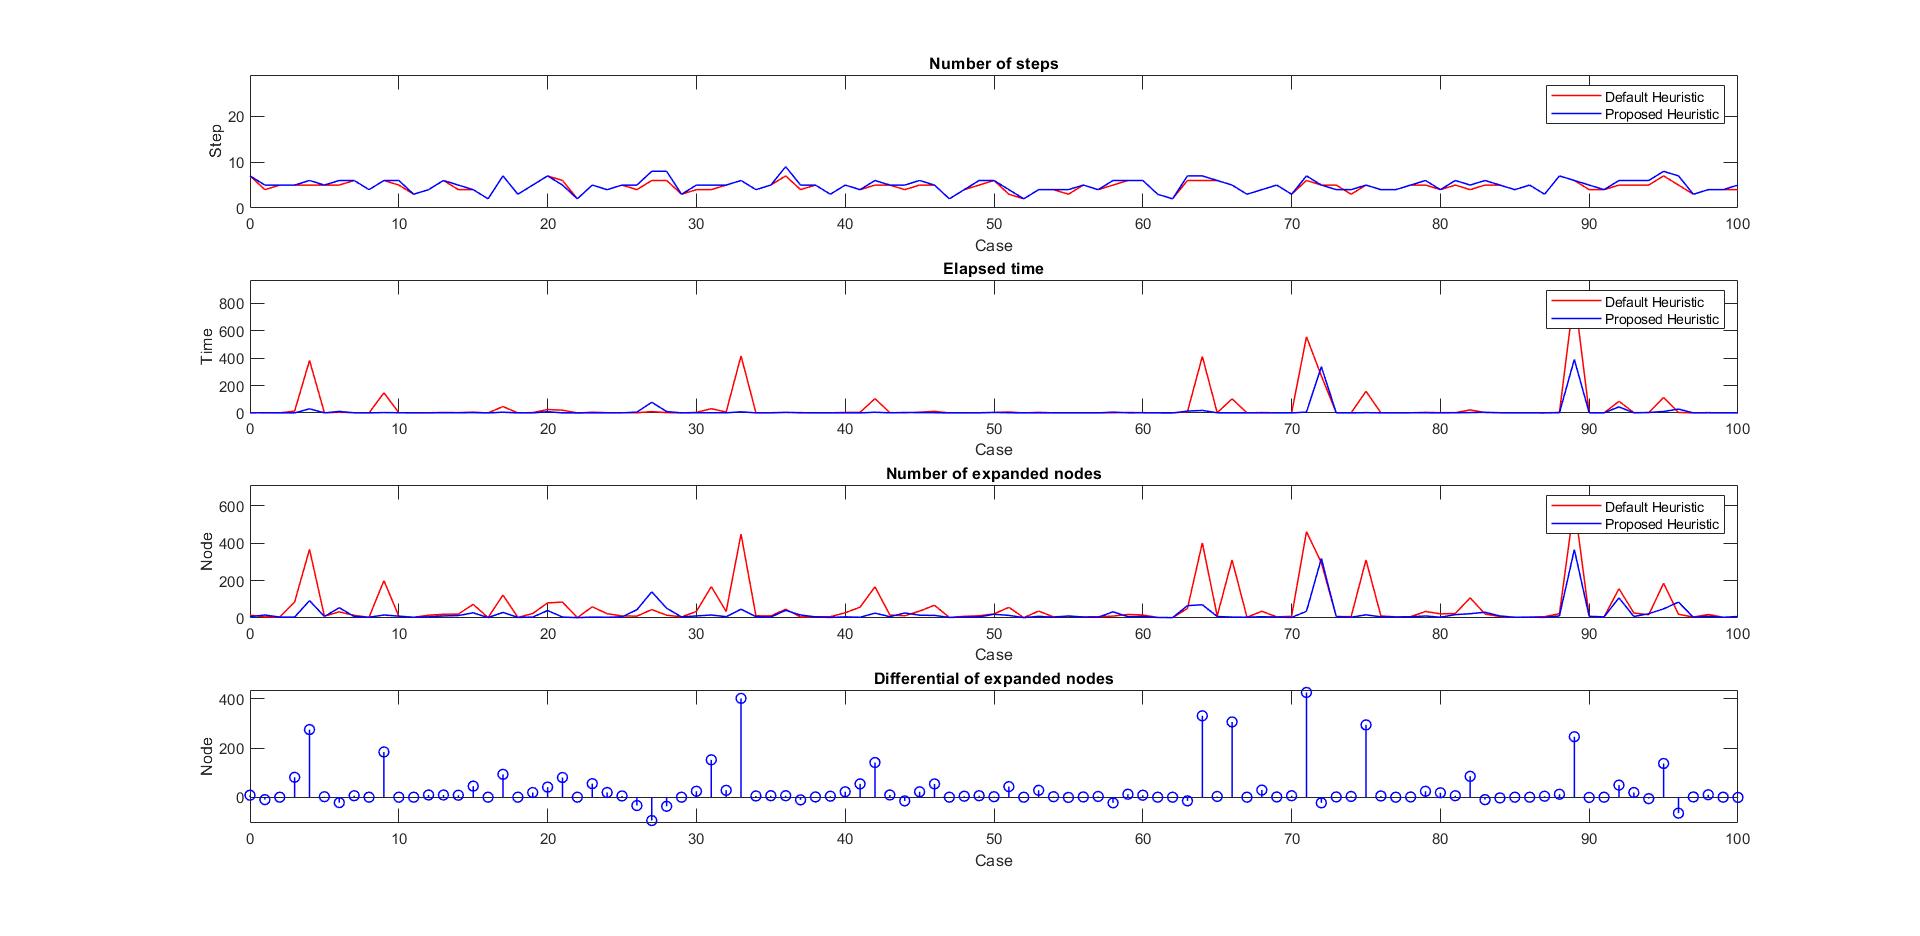 Number of steps
Default Heuristic
Proposed Heuristic
Step
20
10
0
0 10 20 30 40 50 60 70 80 90 100
Case
Elapsed time
Default Heuristic
Proposed Heuristic
Time
800
600
400
200
0
0 10 20 30 40 50 60 70 80 90 100
Case
Number of expanded nodes
Default Heuristic
Proposed Heuristic
Node
600
400
200
0
0 10 20 30 40 50 60 70 80 90 100
Case
Differential of expanded nodes
Node
400
200
0
0 10 20 30 40 50 60 70 80 90 100
Case